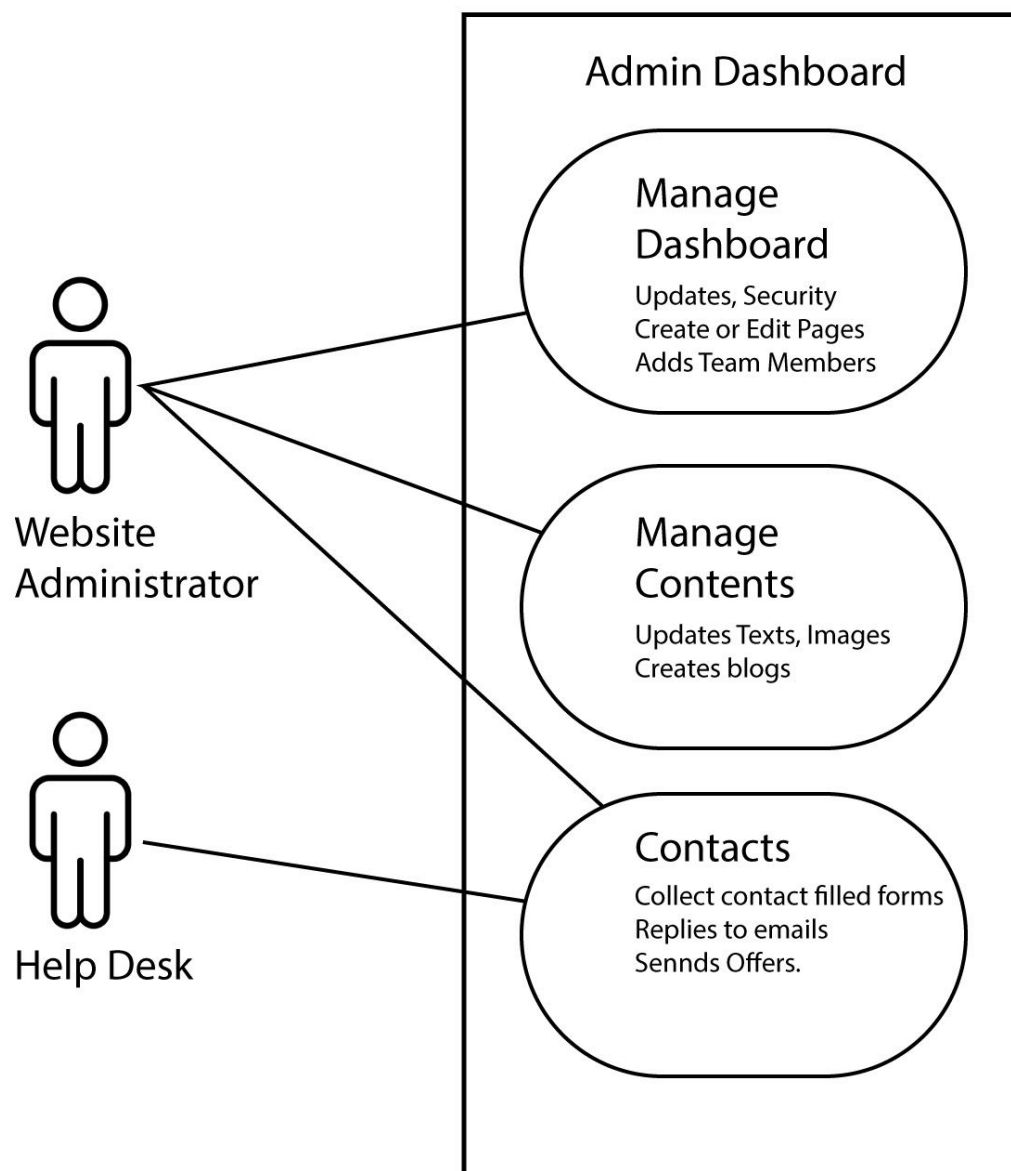 Admin Dashboard
Manage
Dashboard
Updates, Security
Create or Edit Pages
Adds Team Members
Website
Administrator
Manage
Contents
Updates Texts, Images
Creates blogs
Help Desk
Contacts
Collect contact filled forms
Replies to emails
Sennds Offers.